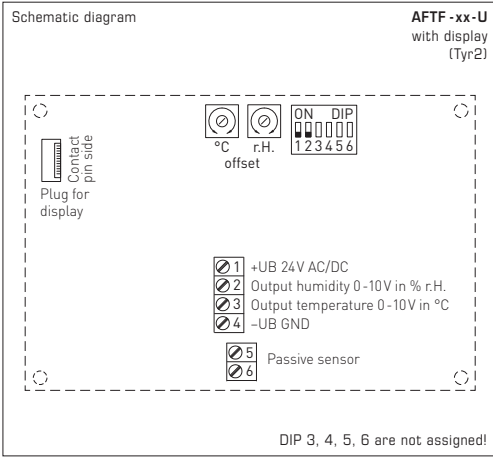 Schematic diagram
AFTF - xx - U
with display
(Tyr2)
ON DIP
1 2 3 4 5 6
°C r.H.
offset
Contact
pin side
Plug for
display
1 +UB 24V AC/DC
2 Output humidity 0-10V in % r.H.
3 Output temperature 0-10V in °C
4 –UB GND
5
Passive sensor
6
DIP 3, 4, 5, 6 are not assigned!